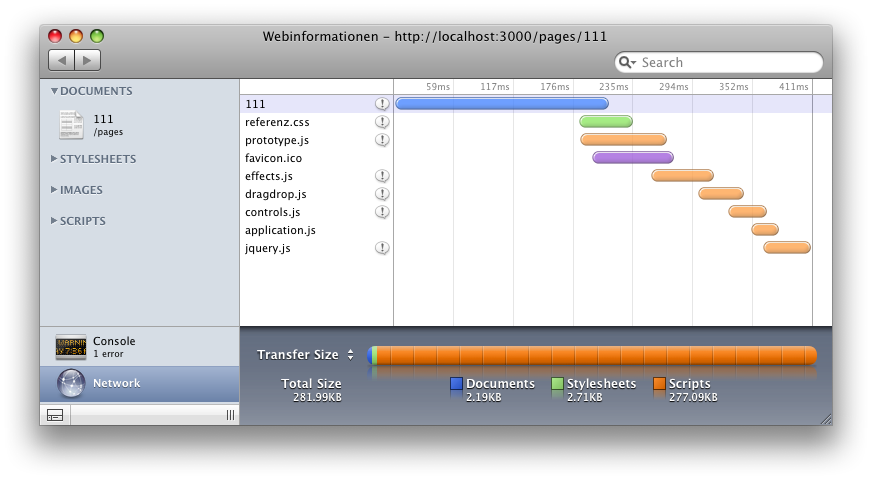 Webinformationen – http://localhost:3000/pages/111
Search
DOCUMENTS
111
/pages
STYLESHEETS
IMAGES
SCRIPTS
59ms 117ms 176ms 235ms 294ms 352ms 411ms
111
referenz.css
prototype.js
favicon.ico
effects.js
dragdrop.js
controls.js
application.js
jquery.js
Console
1 error
Network
Transfer Size
Total Size
281.99KB
Documents
2.19KB
Stylesheets
2.71KB
Scripts
277.09KB